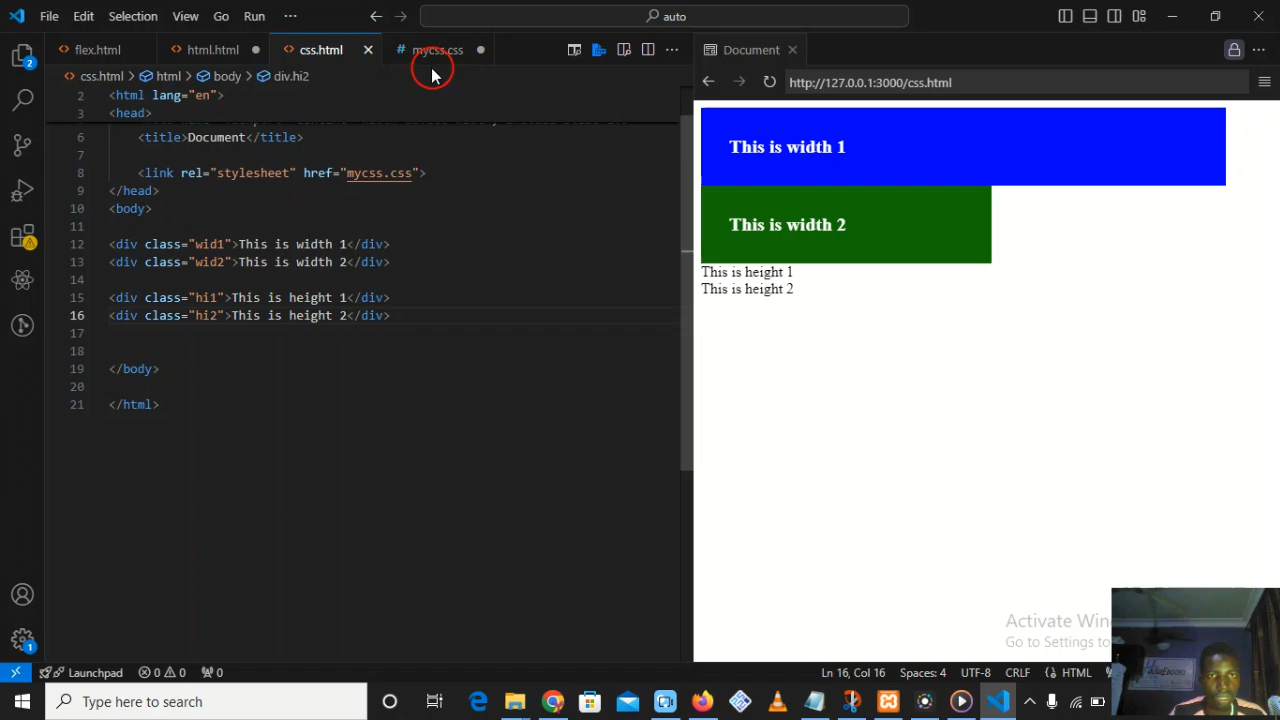 File Edit Selection View Go Run ... auto
flex.html html.html css.html mycss.css Document
css.html > html > body > div.hi2
http://127.0.0.1:3000/css.html
2 <html lang="en">
3 <head>
6 <title>Document</title>
7
8 <link rel="stylesheet" href="mycss.css">
9 </head>
10 <body>
11
12 <div class="wid1">This is width 1</div>
13 <div class="wid2">This is width 2</div>
14
15 <div class="hi1">This is height 1</div>
16 <div class="hi2">This is height 2</div>
17
18
19 </body>
20
21 </html>
This is width 1
This is width 2
This is height 1
This is height 2
Activate Win
Go to Settings to
Launchpad 0 0 0 Ln 16, Col 16 Spaces: 4 UTF-8 CRLF HTML
Type here to search